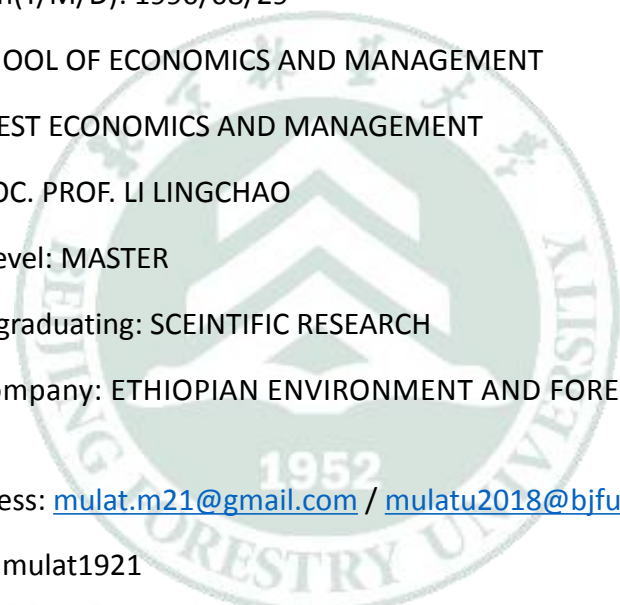 (Y/M/D): 1990/08/29
OOL OF ECONOMICS AND MANAGEMENT
EST ECONOMICS AND MANAGEMENT
OC. PROF. LI LINGCHAO
evel: MASTER
graduating: SCEINTIFIC RESEARCH
ompany: ETHIOPIAN ENVIRONMENT AND FORE
1952
ess: mulat.m21@gmail.com / mulatu2018@bjfu
mulat1921
BEIJING FORESTRY UNIVERSITY